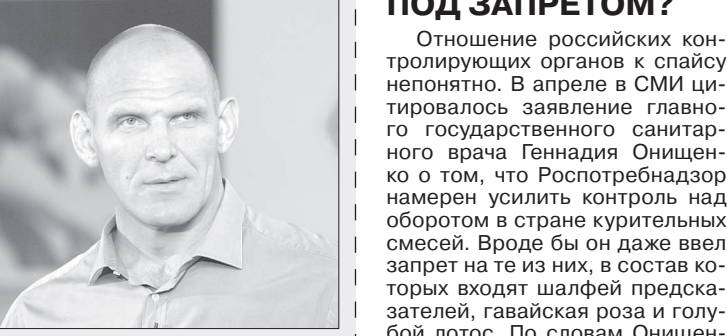 ПОД ЗАПРЕТОМ?
Отношение российских кон-
тролирующих органов к спайсу
непонятно. В апреле в СМИ ци-
тировалось заявление главно-
го государственного санитар-
ного врача Геннадия Онищен-
ко о том, что Роспотребнадзор
намерен усилить контроль над
оборотом в стране курительных
смесей. Вроде бы он даже ввел
запрет на те из них, в состав ко-
торых входят шалфей предска-
зателей, гавайская роза и голу-
бой лотос. По словам Онищен-